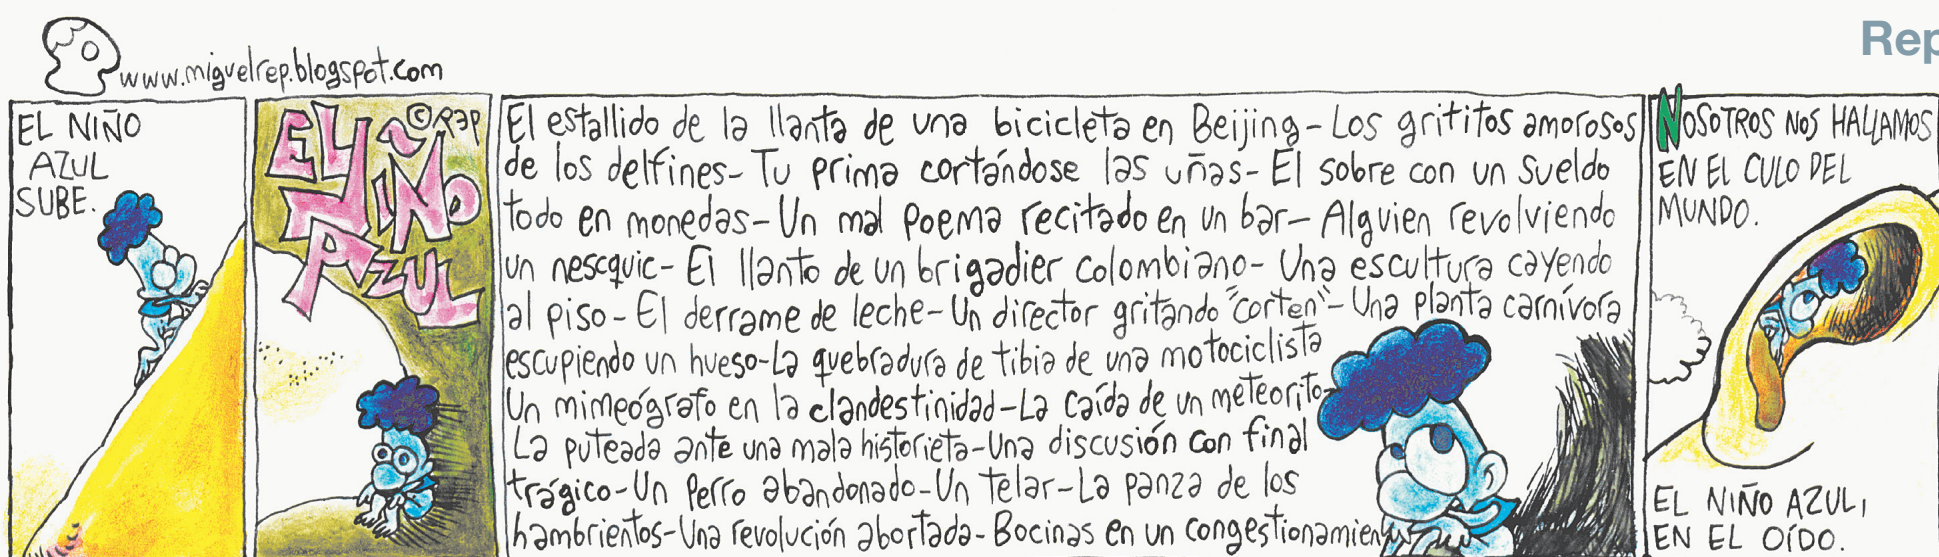 www.miguelrep.blogspot.com
Rep
EL NIÑO
AZUL
SUBE.
© Rep
EL NIÑO AZUL
El estallido de la llanta de una bicicleta en Beijing - Los grititos amorosos
de los delfines - Tu prima cortándose las uñas - El sobre con un sueldo
todo en monedas - Un mal poema recitado en un bar - Alguien revolviendo
un nescquic - El llanto de un brigadier colombiano - Una escultura cayendo
al piso - El derrame de leche - Un director gritando "corten" - Una planta carnívora
escupiendo un hueso - La quebradura de tibia de una motociclista
Un mimeógrafo en la clandestinidad - La caída de un meteorito -
La puteada ante una mala historieta - Una discusión con final
trágico - Un perro abandonado - Un telar - La panza de los
hambrientos - Una revolución abortada - Bocinas en un congestionamien
NOSOTROS NOS HALLAMOS
EN EL CULO DEL
MUNDO.
EL NIÑO AZUL,
EN EL OÍDO.